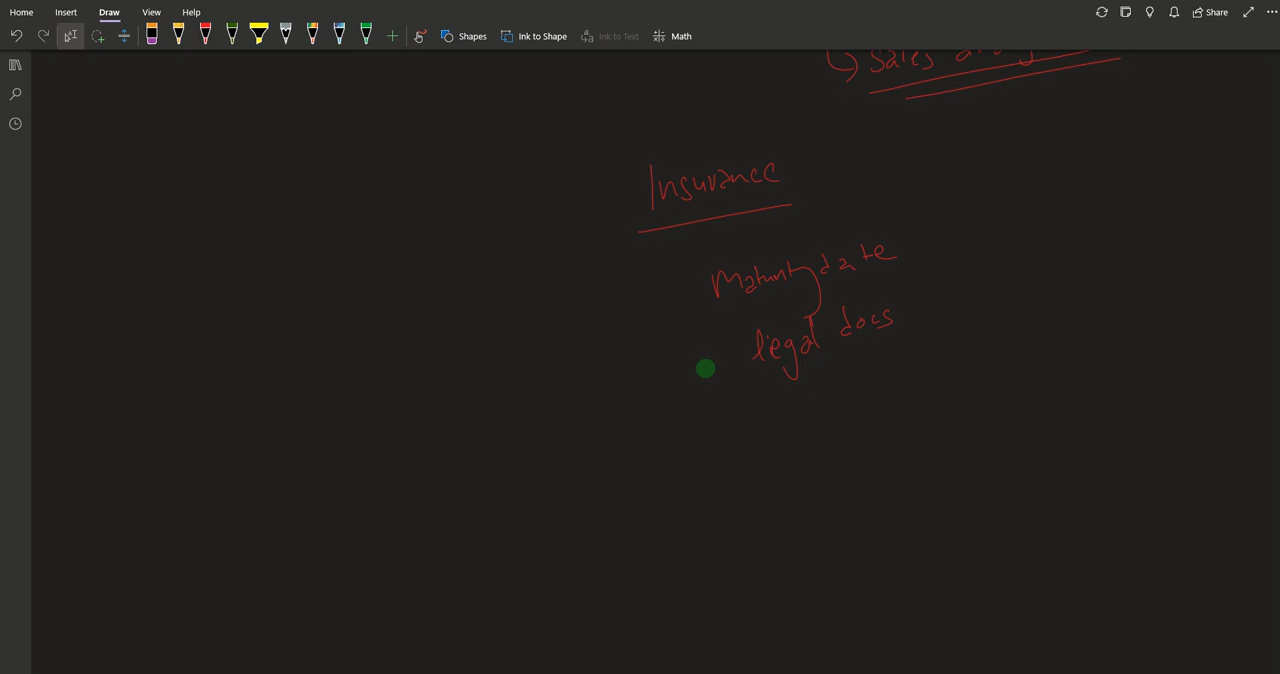 Home Insert Draw View Help
Share
Shapes Ink to Shape Ink to Text Math
Sales
Insurance
Maturity date
legal docs